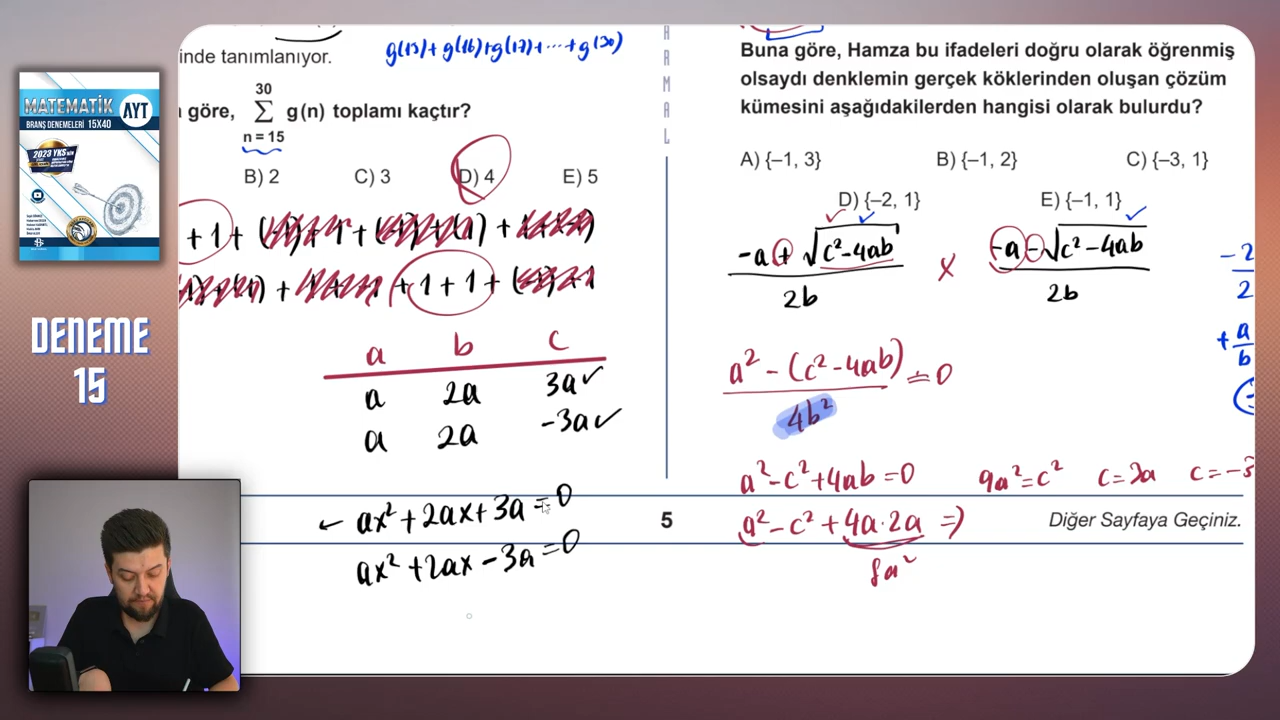 MATEMATİK AYT
BRANŞ DENEMELERİ 15X40
2023 YKS'NİN
DENEME
15
inde tanımlanıyor.
g(15)+g(16)+g(17)+...+g(30)
göre, 30 ∑ n = 15 g(n) toplamı kaçtır?
B) 2 C) 3 D) 4 E) 5
a b c
a 2a 3a✓
a 2a -3a✓
← ax²+2ax+3a=0
ax²+2ax-3a=0
A
R
M
A
L
5
Buna göre, Hamza bu ifadeleri doğru olarak öğrenmiş
olsaydı denklemin gerçek köklerinden oluşan çözüm
kümesini aşağıdakilerden hangisi olarak bulurdu?
A) {–1, 3} B) {–1, 2} C) {–3, 1}
D) {–2, 1} E) {–1, 1}
-a + √c²-4ab / 2b x -a - √c²-4ab / 2b
a² - (c²-4ab) / 4b² = 0
a²-c²+4ab=0 9a²=c² c=3a
a²-c²+4a·2a =>
8a²
Diğer Sayfaya Geçiniz.